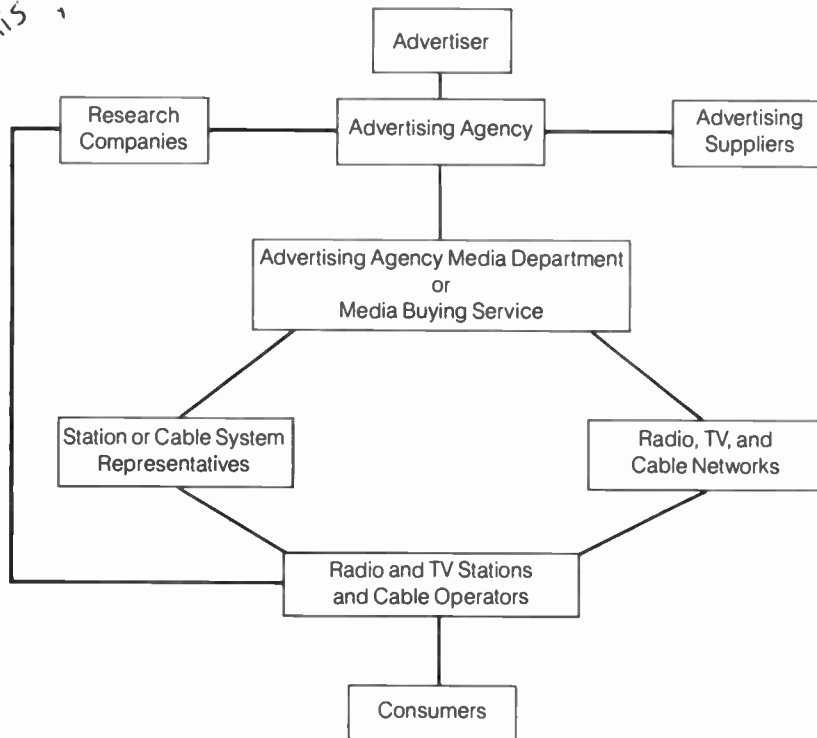 Advertiser
Research
Companies
Advertising Agency
Advertising
Suppliers
Advertising Agency Media Department
or
Media Buying Service
Station or Cable System
Representatives
Radio, TV, and
Cable Networks
Radio and TV Stations
and Cable Operators
Consumers